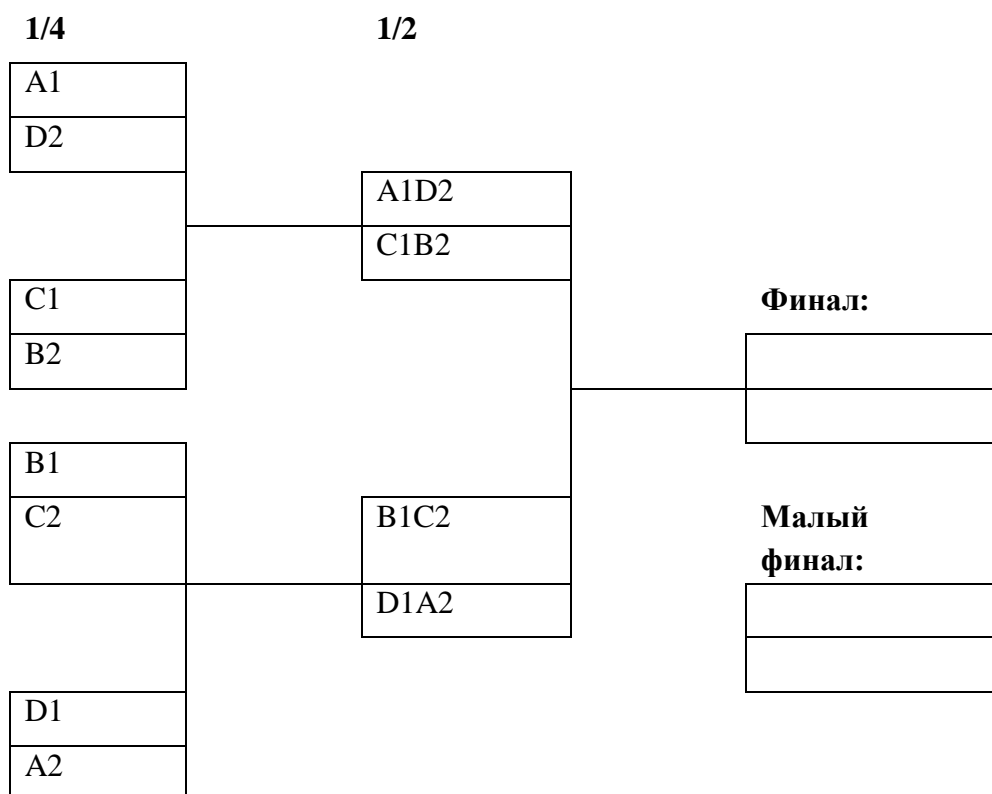 1/4
1/2
A1
D2
A1D2
C1B2
C1
B2
Финал:
B1
C2
B1C2
D1A2
Малый
финал:
D1
A2